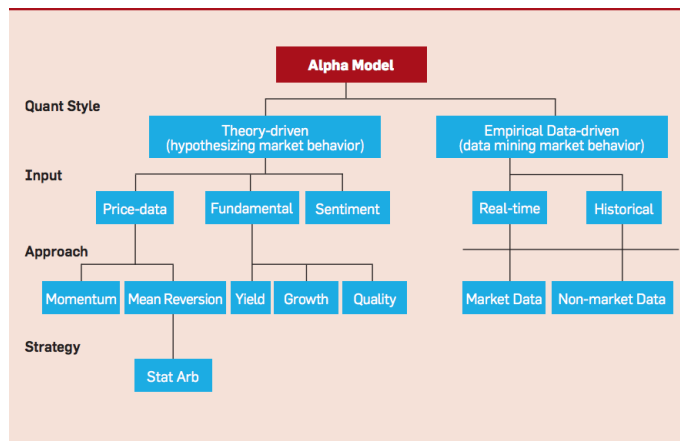 Alpha Model
Quant Style
Theory-driven
(hypothesizing market behavior)
Empirical Data-driven
(data mining market behavior)
Input
Price-data
Fundamental
Sentiment
Real-time
Historical
Approach
Momentum
Mean Reversion
Yield
Growth
Quality
Market Data
Non-market Data
Strategy
Stat Arb